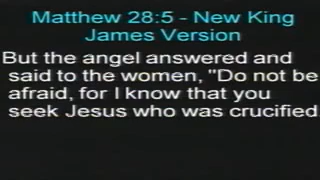 Matthew 28:5 - New King
James Version
But the angel answered and
said to the women, "Do not be
afraid, for I know that you
seek Jesus who was crucified.